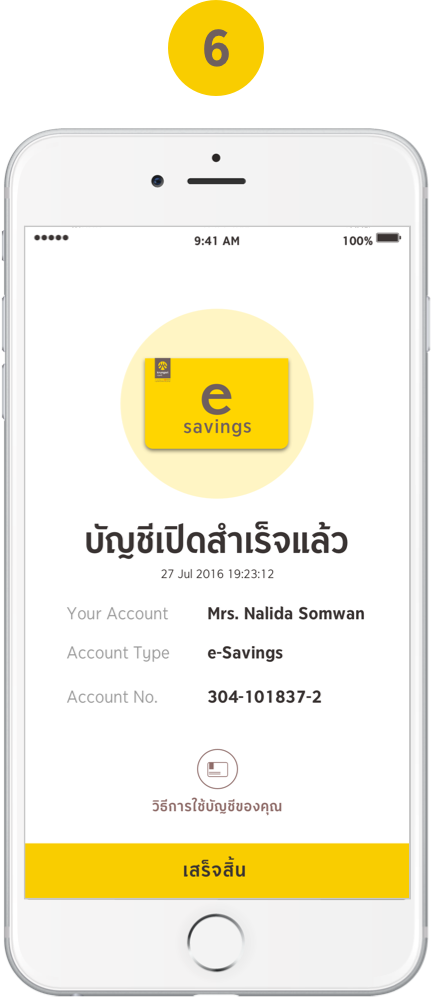 6
9:41 AM 100%
e
savings
บัญชีเปิดสำเร็จแล้ว
27 Jul 2016 19:23:12
Your Account Mrs. Nalida Somwan
Account Type e-Savings
Account No. 304-101837-2
วิธีการใช้บัญชีของคุณ
เสร็จสิ้น